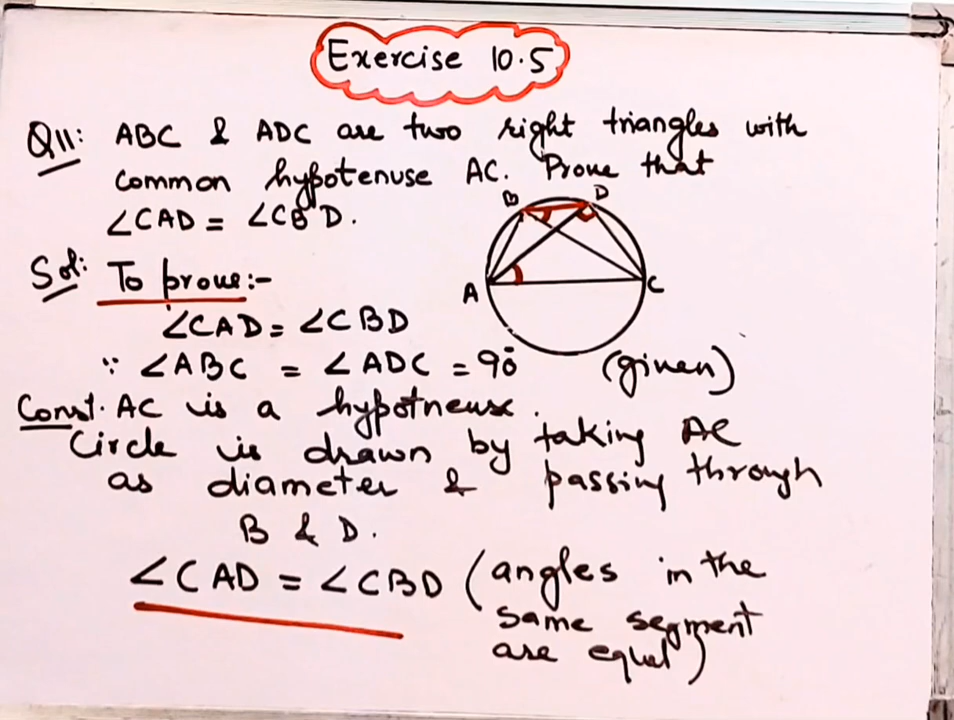 Exercise 10.5
Q11: ABC & ADC are two right triangles with
common hypotenuse AC. Prove that
∠CAD = ∠CBD.
B D
A C
Sol: To prove:-
∠CAD = ∠CBD
∵ ∠ABC = ∠ADC = 90° (given)
Const. AC is a hypotneuse.
Circle is drawn by taking AC
as diameter & passing through
B & D.
∠CAD = ∠CBD (angles in the
same segment
are equal)